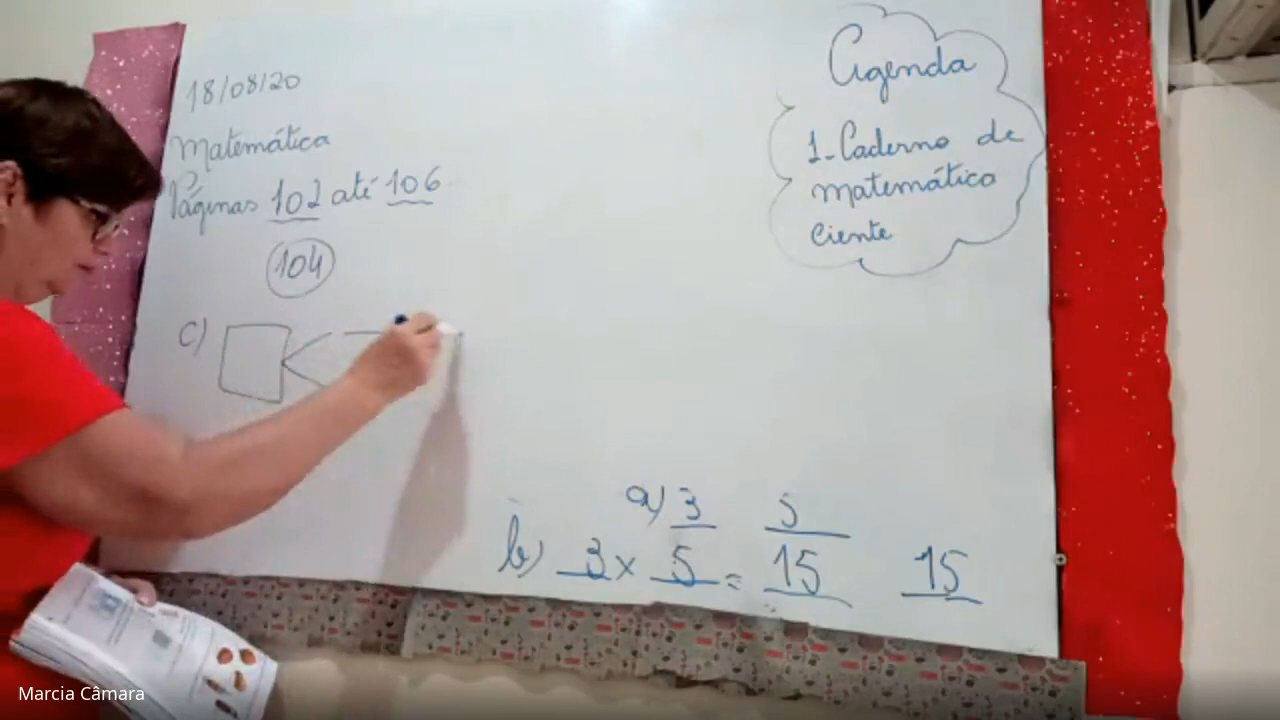 18/08/20
Matemática
Páginas 102 até 106
104
c)
Agenda
1-Caderno de
matemática
Ciente
a) 3 5
b) 3 x 5 = 15 15
Marcia Câmara